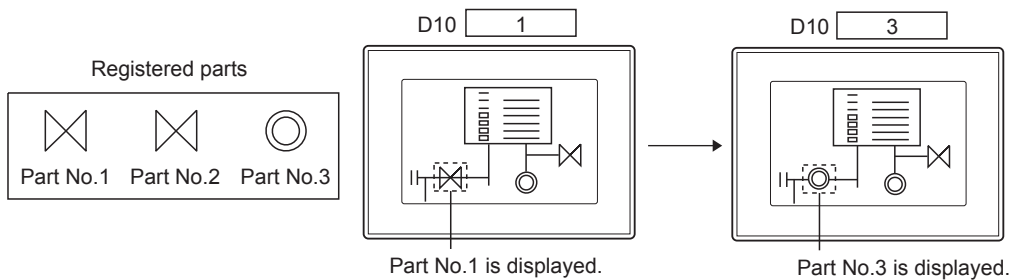 Registered parts
Part No.1 Part No.2 Part No.3
D10 1
Part No.1 is displayed.
D10 3
Part No.3 is displayed.